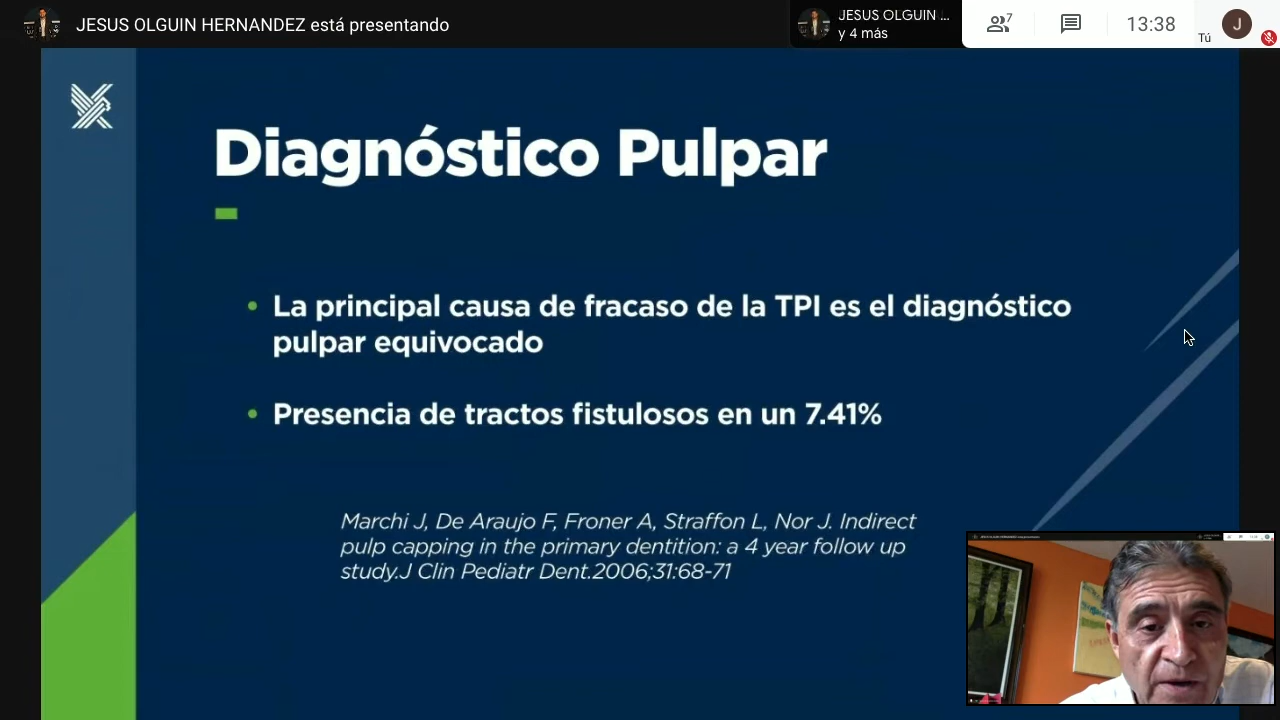 JESUS OLGUIN HERNANDEZ está presentando
JESUS OLGUIN ...
y 4 más
7
13:38
Tú
J
Diagnóstico Pulpar
• La principal causa de fracaso de la TPI es el diagnóstico
pulpar equivocado
• Presencia de tractos fistulosos en un 7.41%
Marchi J, De Araujo F, Froner A, Straffon L, Nor J. Indirect
pulp capping in the primary dentition: a 4 year follow up
study.J Clin Pediatr Dent.2006;31:68-71